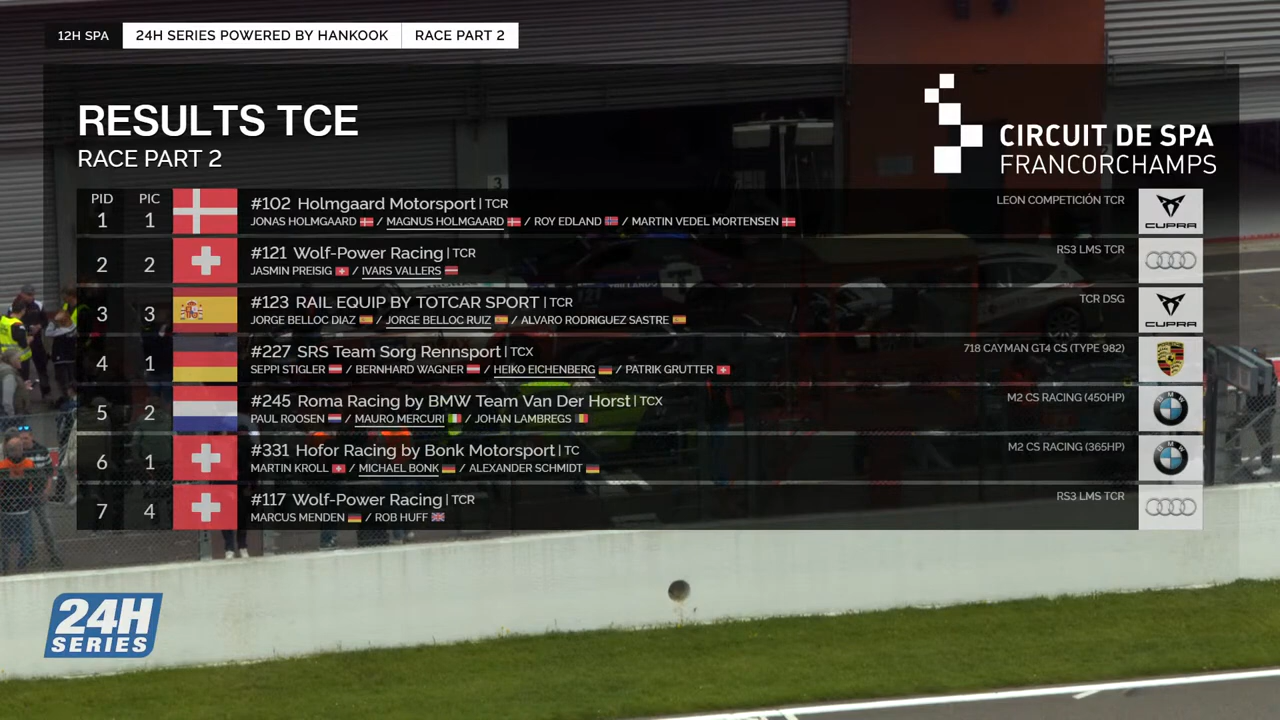 12H SPA 24H SERIES POWERED BY HANKOOK RACE PART 2
RESULTS TCE
RACE PART 2
CIRCUIT DE SPA
FRANCORCHAMPS
3
PID PIC
1 1 #102 Holmgaard Motorsport | TCR LEON COMPETICIÓN TCR
JONAS HOLMGAARD / MAGNUS HOLMGAARD / ROY EDLAND / MARTIN VEDEL MORTENSEN CUPRA
2 2 #121 Wolf-Power Racing | TCR RS3 LMS TCR
JASMIN PREISIG / IVARS VALLERS
3 3 #123 RAIL EQUIP BY TOTCAR SPORT | TCR TCR DSG
JORGE BELLOC DIAZ / JORGE BELLOC RUIZ / ALVARO RODRIGUEZ SASTRE CUPRA
4 1 #227 SRS Team Sorg Rennsport | TCX 718 CAYMAN GT4 CS (TYPE 982)
SEPPI STIGLER / BERNHARD WAGNER / HEIKO EICHENBERG / PATRIK GRUTTER
5 2 #245 Roma Racing by BMW Team Van Der Horst | TCX M2 CS RACING (450HP) BMW
PAUL ROOSEN / MAURO MERCURI / JOHAN LAMBREGS
6 1 #331 Hofor Racing by Bonk Motorsport | TC M2 CS RACING (365HP) BMW
MARTIN KROLL / MICHAEL BONK / ALEXANDER SCHMIDT
7 4 #117 Wolf-Power Racing | TCR RS3 LMS TCR
MARCUS MENDEN / ROB HUFF
24H
SERIES